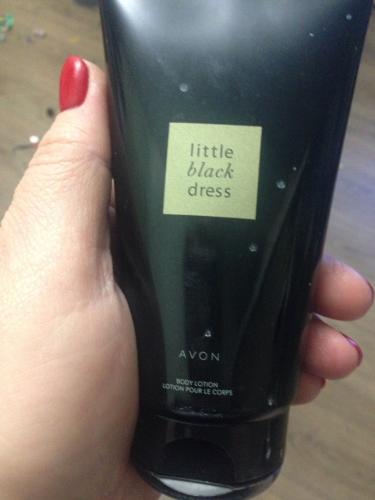 little
black
dress
AVON
BODY LOTION
LOTION POUR LE CORPS